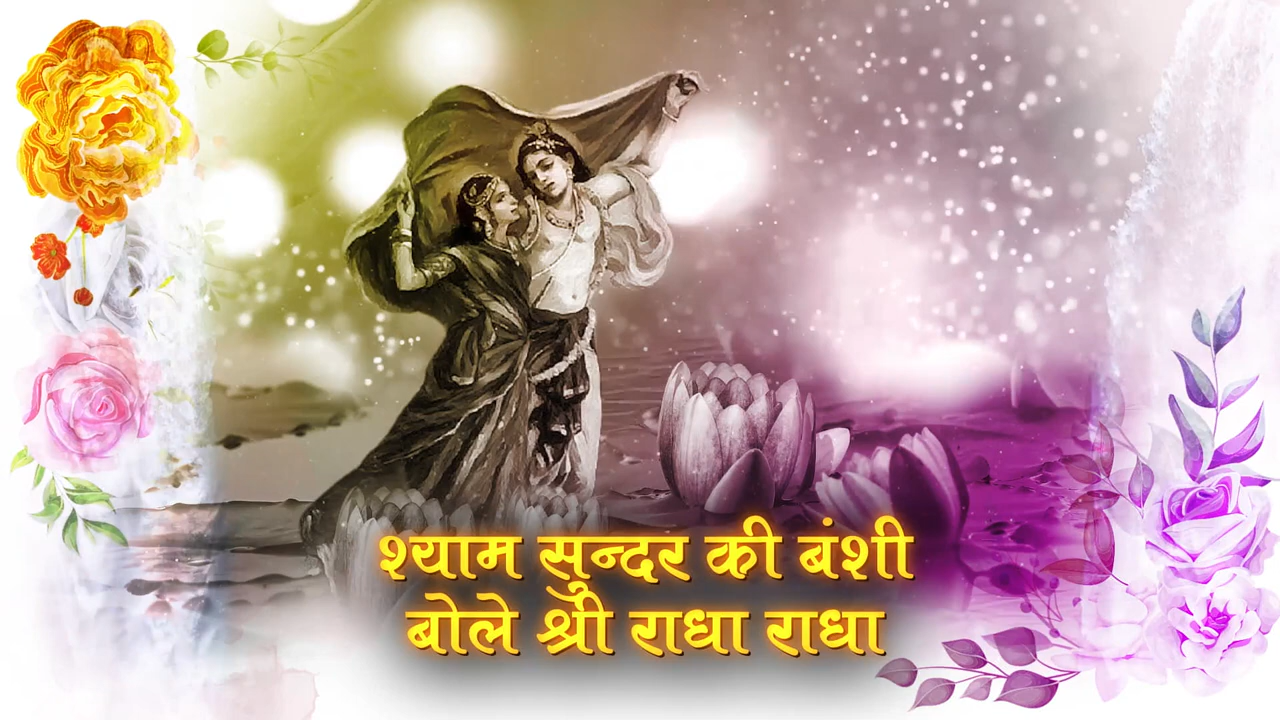 श्याम सुन्दर की बंशी
बोले श्री राधा राधा